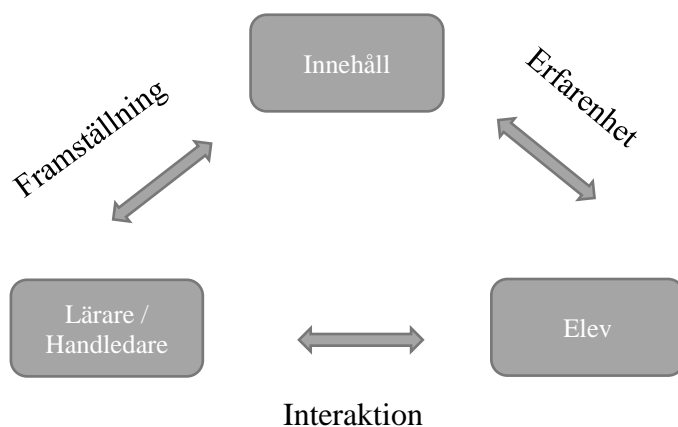 Innehåll
Framställning
Erfarenhet
Lärare /
Handledare
Elev
Interaktion